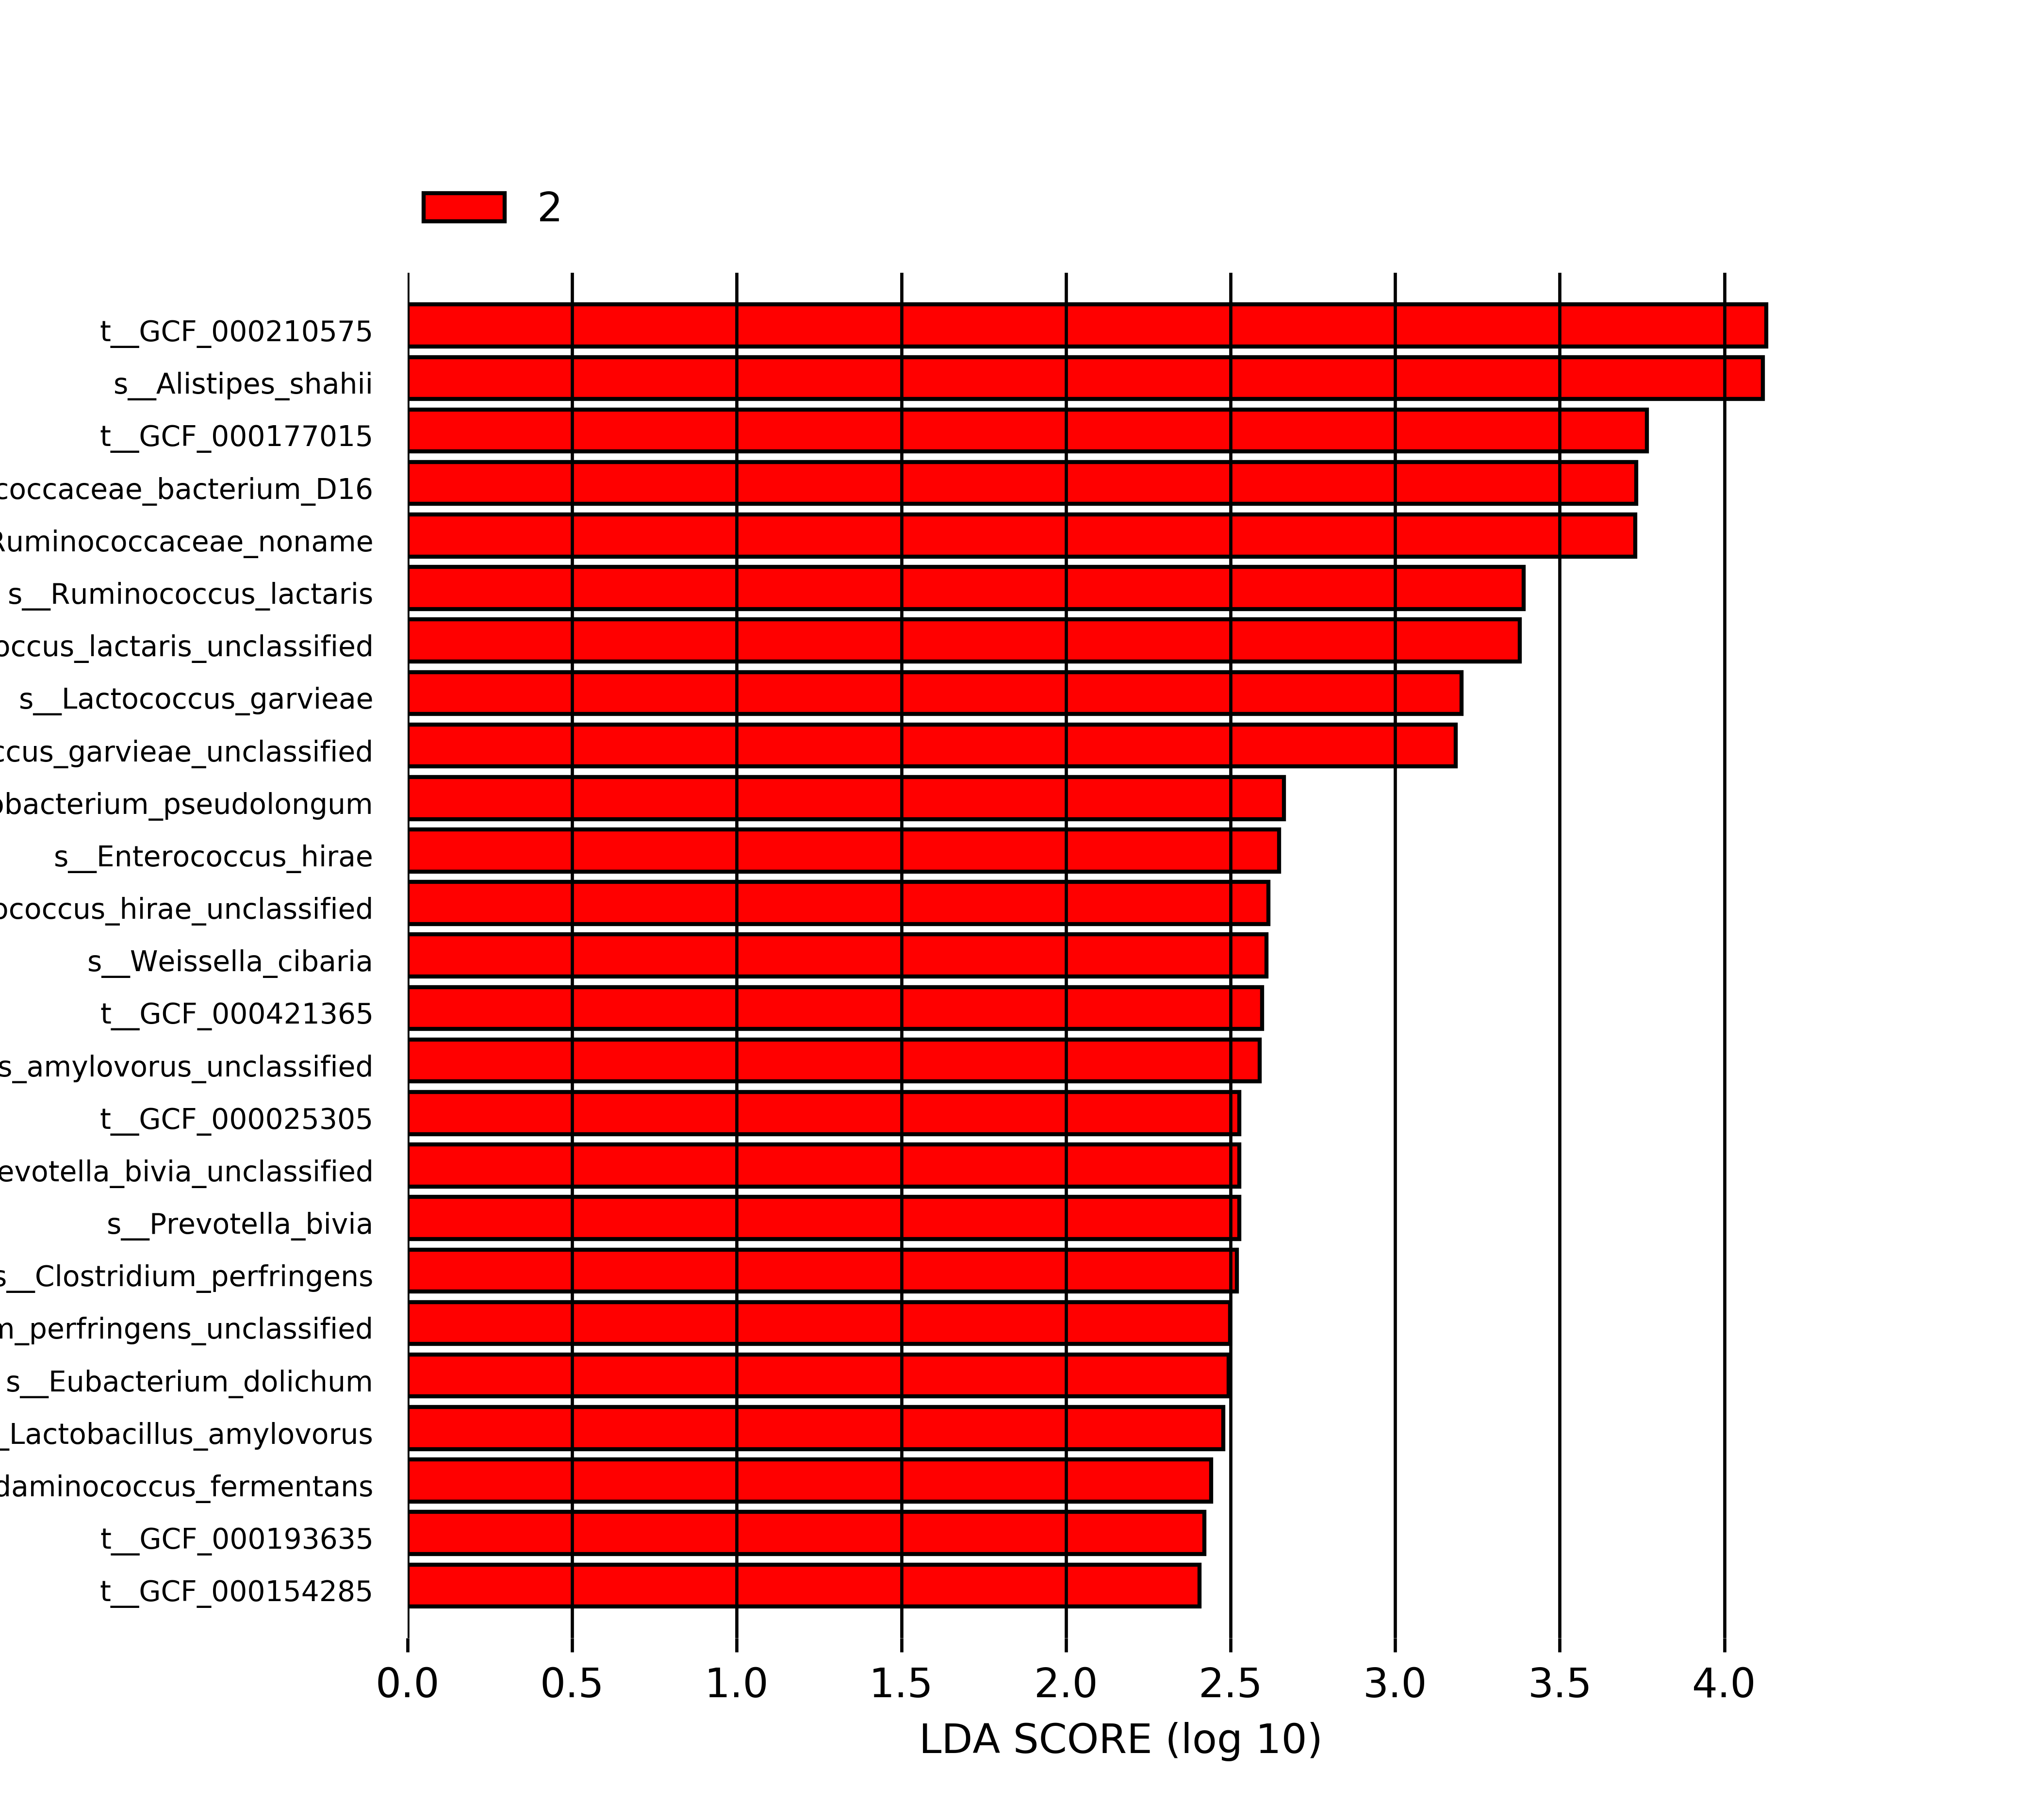 2
t__GCF_000210575
s__Alistipes_shahii
t__GCF_000177015
coccaceae_bacterium_D16
Ruminococcaceae_noname
s__Ruminococcus_lactaris
occus_lactaris_unclassified
s__Lactococcus_garvieae
ccus_garvieae_unclassified
obacterium_pseudolongum
s__Enterococcus_hirae
ococcus_hirae_unclassified
s__Weissella_cibaria
t__GCF_000421365
s_amylovorus_unclassified
t__GCF_000025305
evotella_bivia_unclassified
s__Prevotella_bivia
s__Clostridium_perfringens
m_perfringens_unclassified
s__Eubacterium_dolichum
_Lactobacillus_amylovorus
daminococcus_fermentans
t__GCF_000193635
t__GCF_000154285
0.0 0.5 1.0 1.5 2.0 2.5 3.0 3.5 4.0
LDA SCORE (log 10)